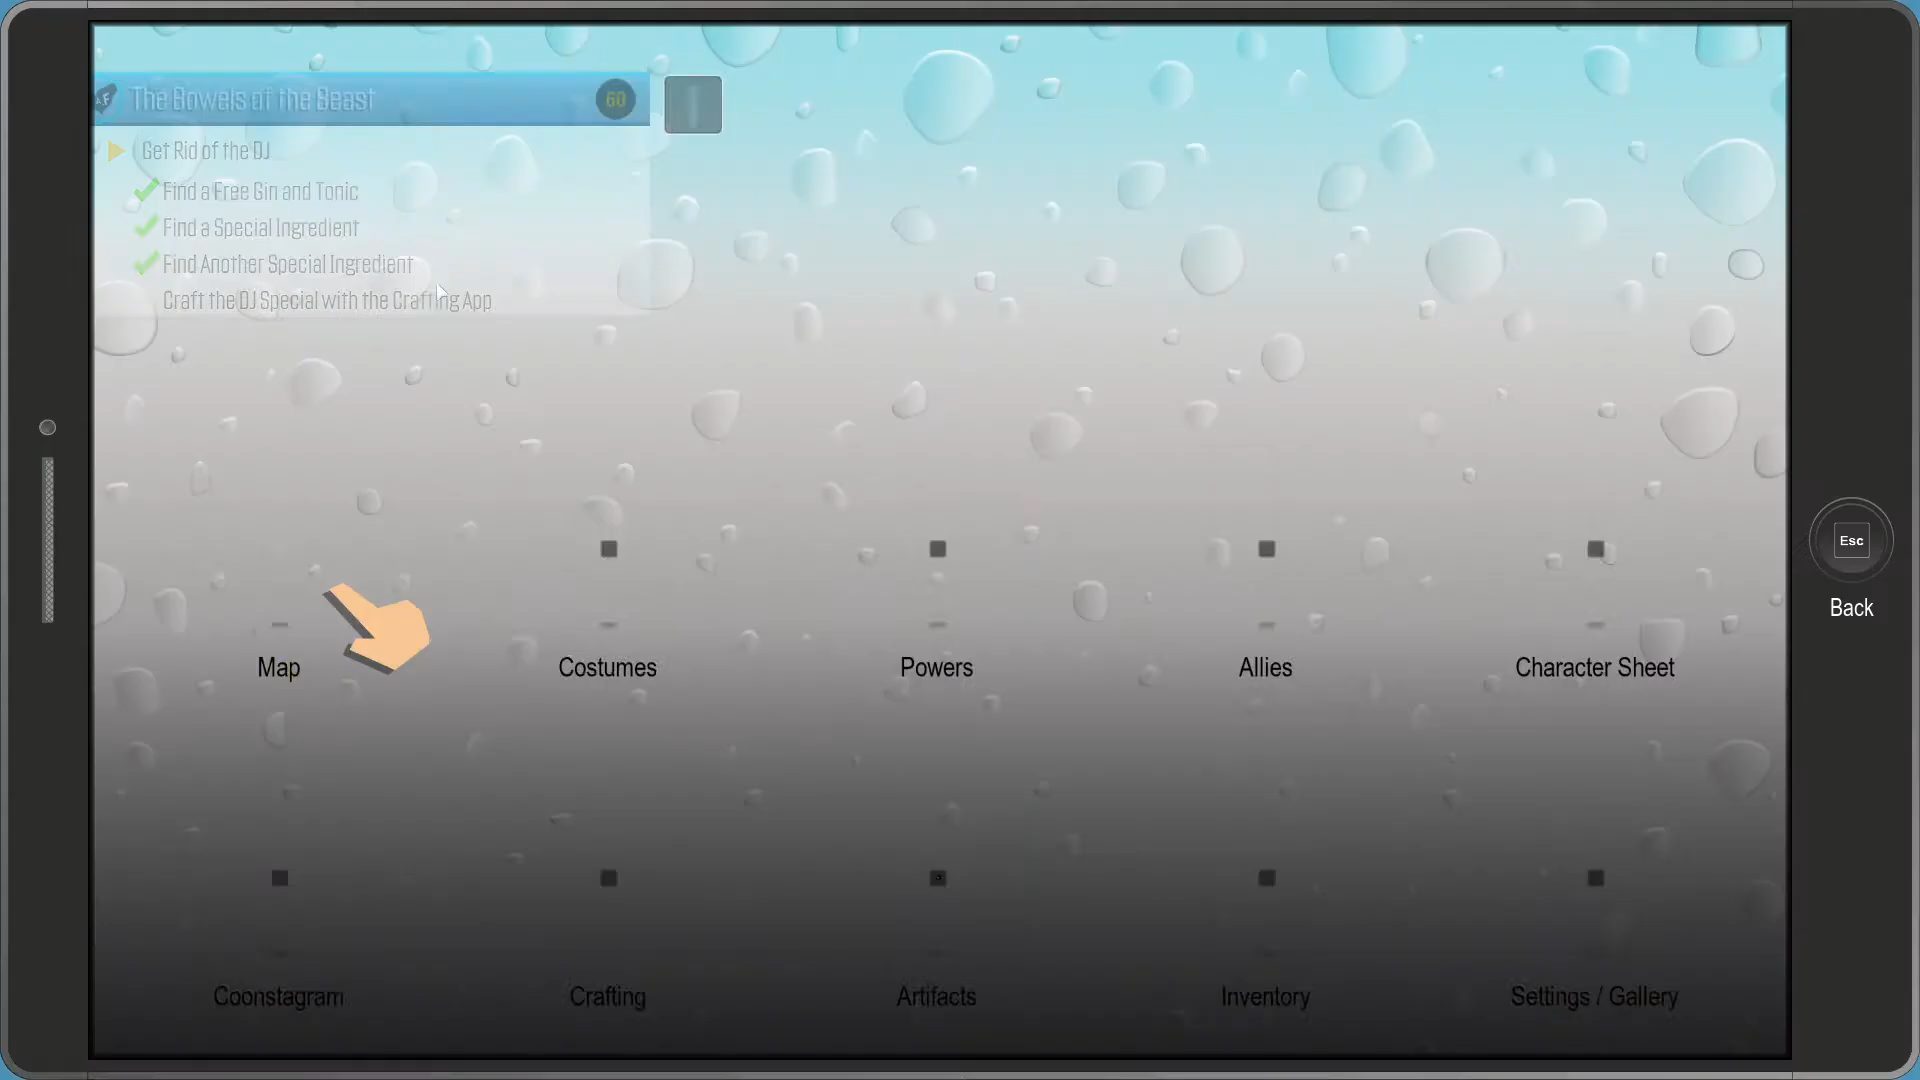 The Bowels of the Beast
60
Get Rid of the DJ
Find a Free Gin and Tonic
Find a Special Ingredient
Find Another Special Ingredient
Craft the DJ Special with the Crafting App
Esc
Back
Map
Costumes
Powers
Allies
Character Sheet
Coonstagram
Crafting
Artifacts
Inventory
Settings / Gallery